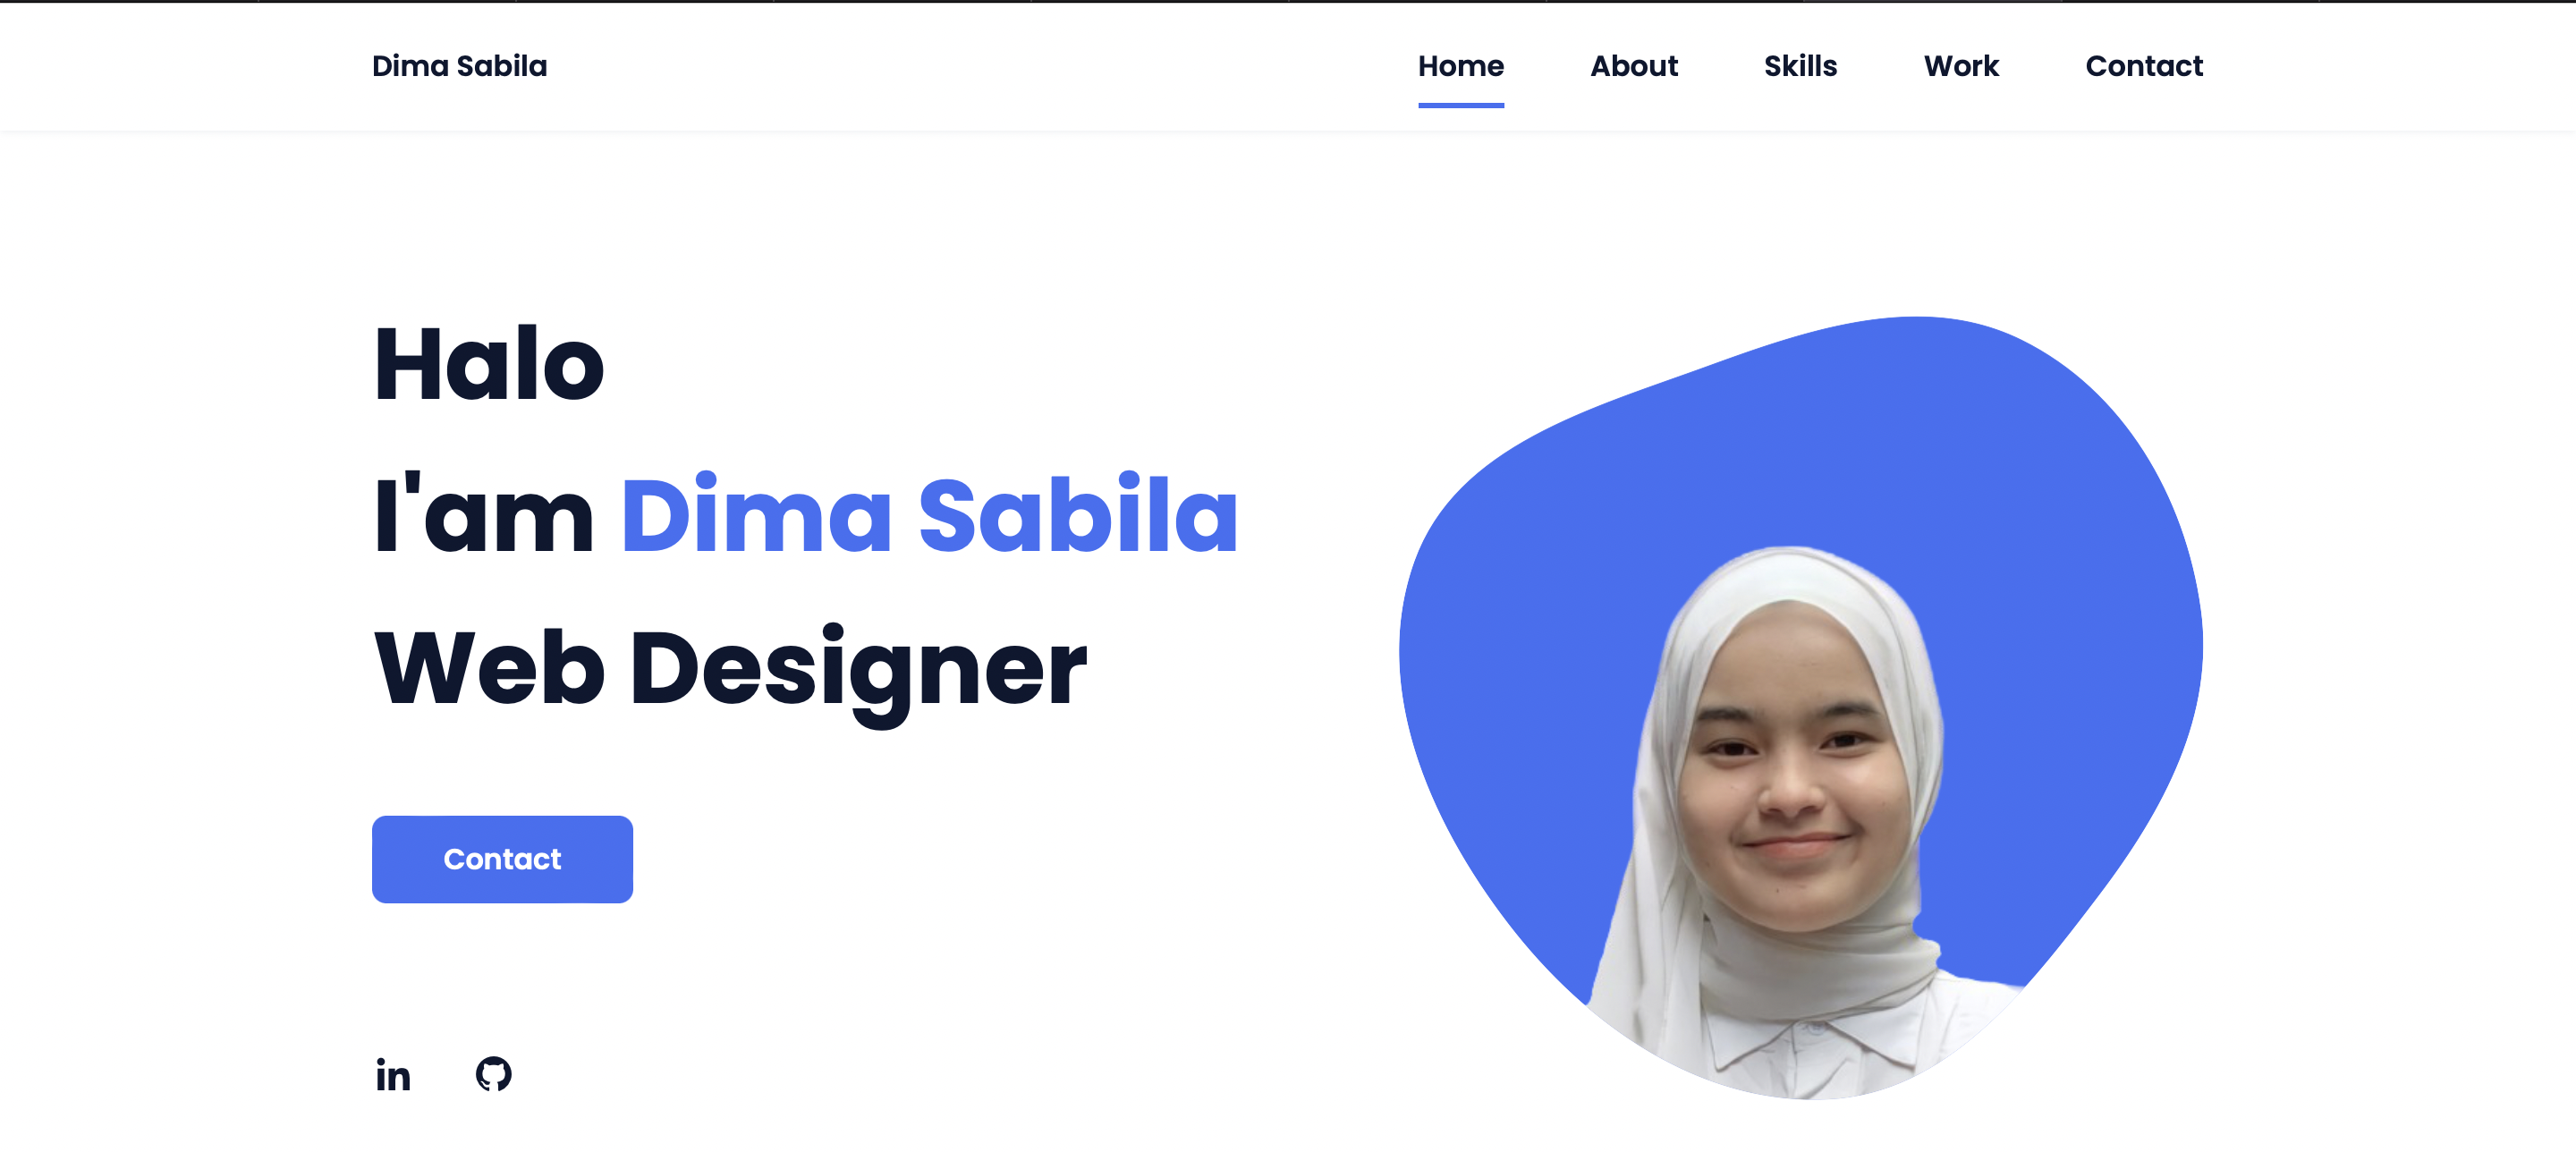 Dima Sabila
Home About Skills Work Contact
Halo
I'am Dima Sabila
Web Designer
Contact
in